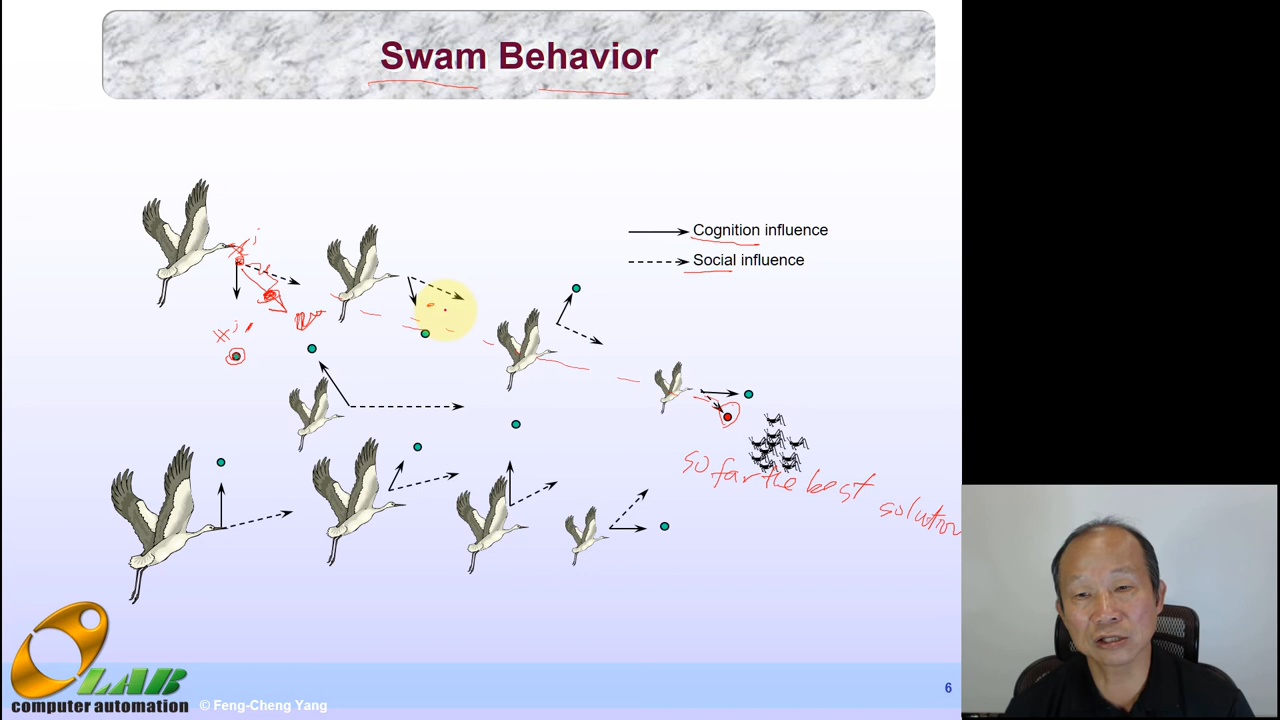 Swam Behavior
Cognition influence
Social influence
so far the best
solution
LAB
computer automation
© Feng-Cheng Yang
6